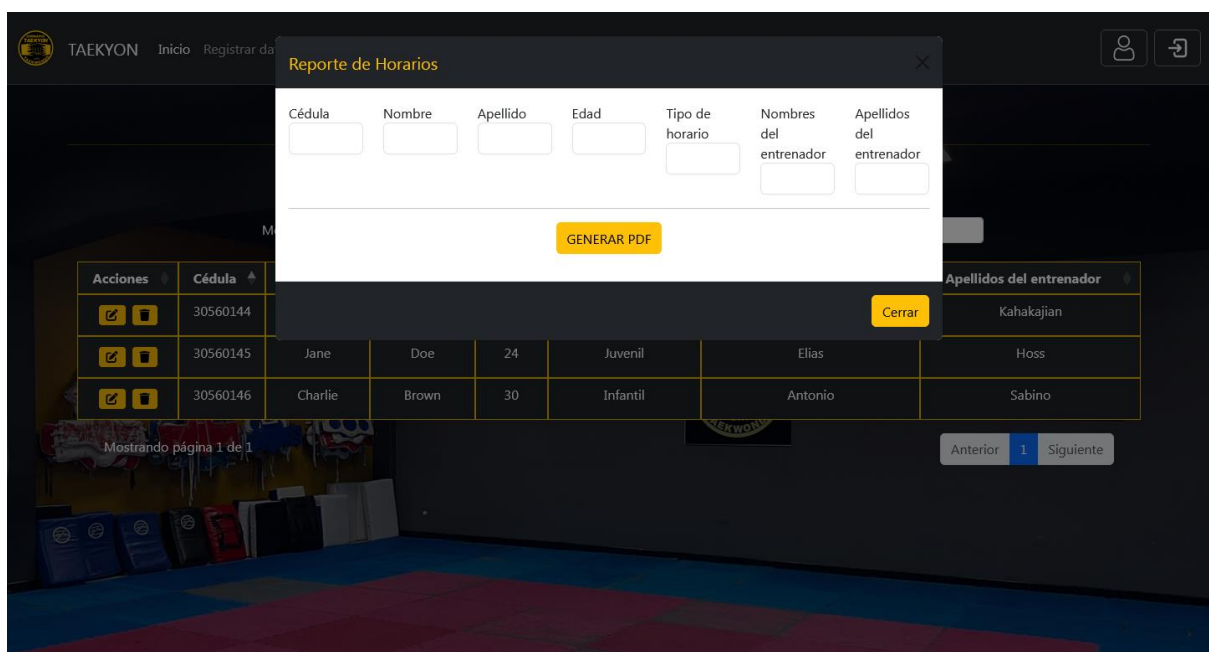 TAEKYON Inicio Registrar da
Reporte de Horarios
Cédula Nombre Apellido Edad Tipo de horario Nombres del entrenador Apellidos del entrenador
GENERAR PDF
Cerrar
M
Acciones Cédula Apellidos del entrenador
30560144 Kahakajian
30560145 Jane Doe 24 Juvenil Elias Hoss
30560146 Charlie Brown 30 Infantil Antonio Sabino
Mostrando página 1 de 1
Anterior 1 Siguiente